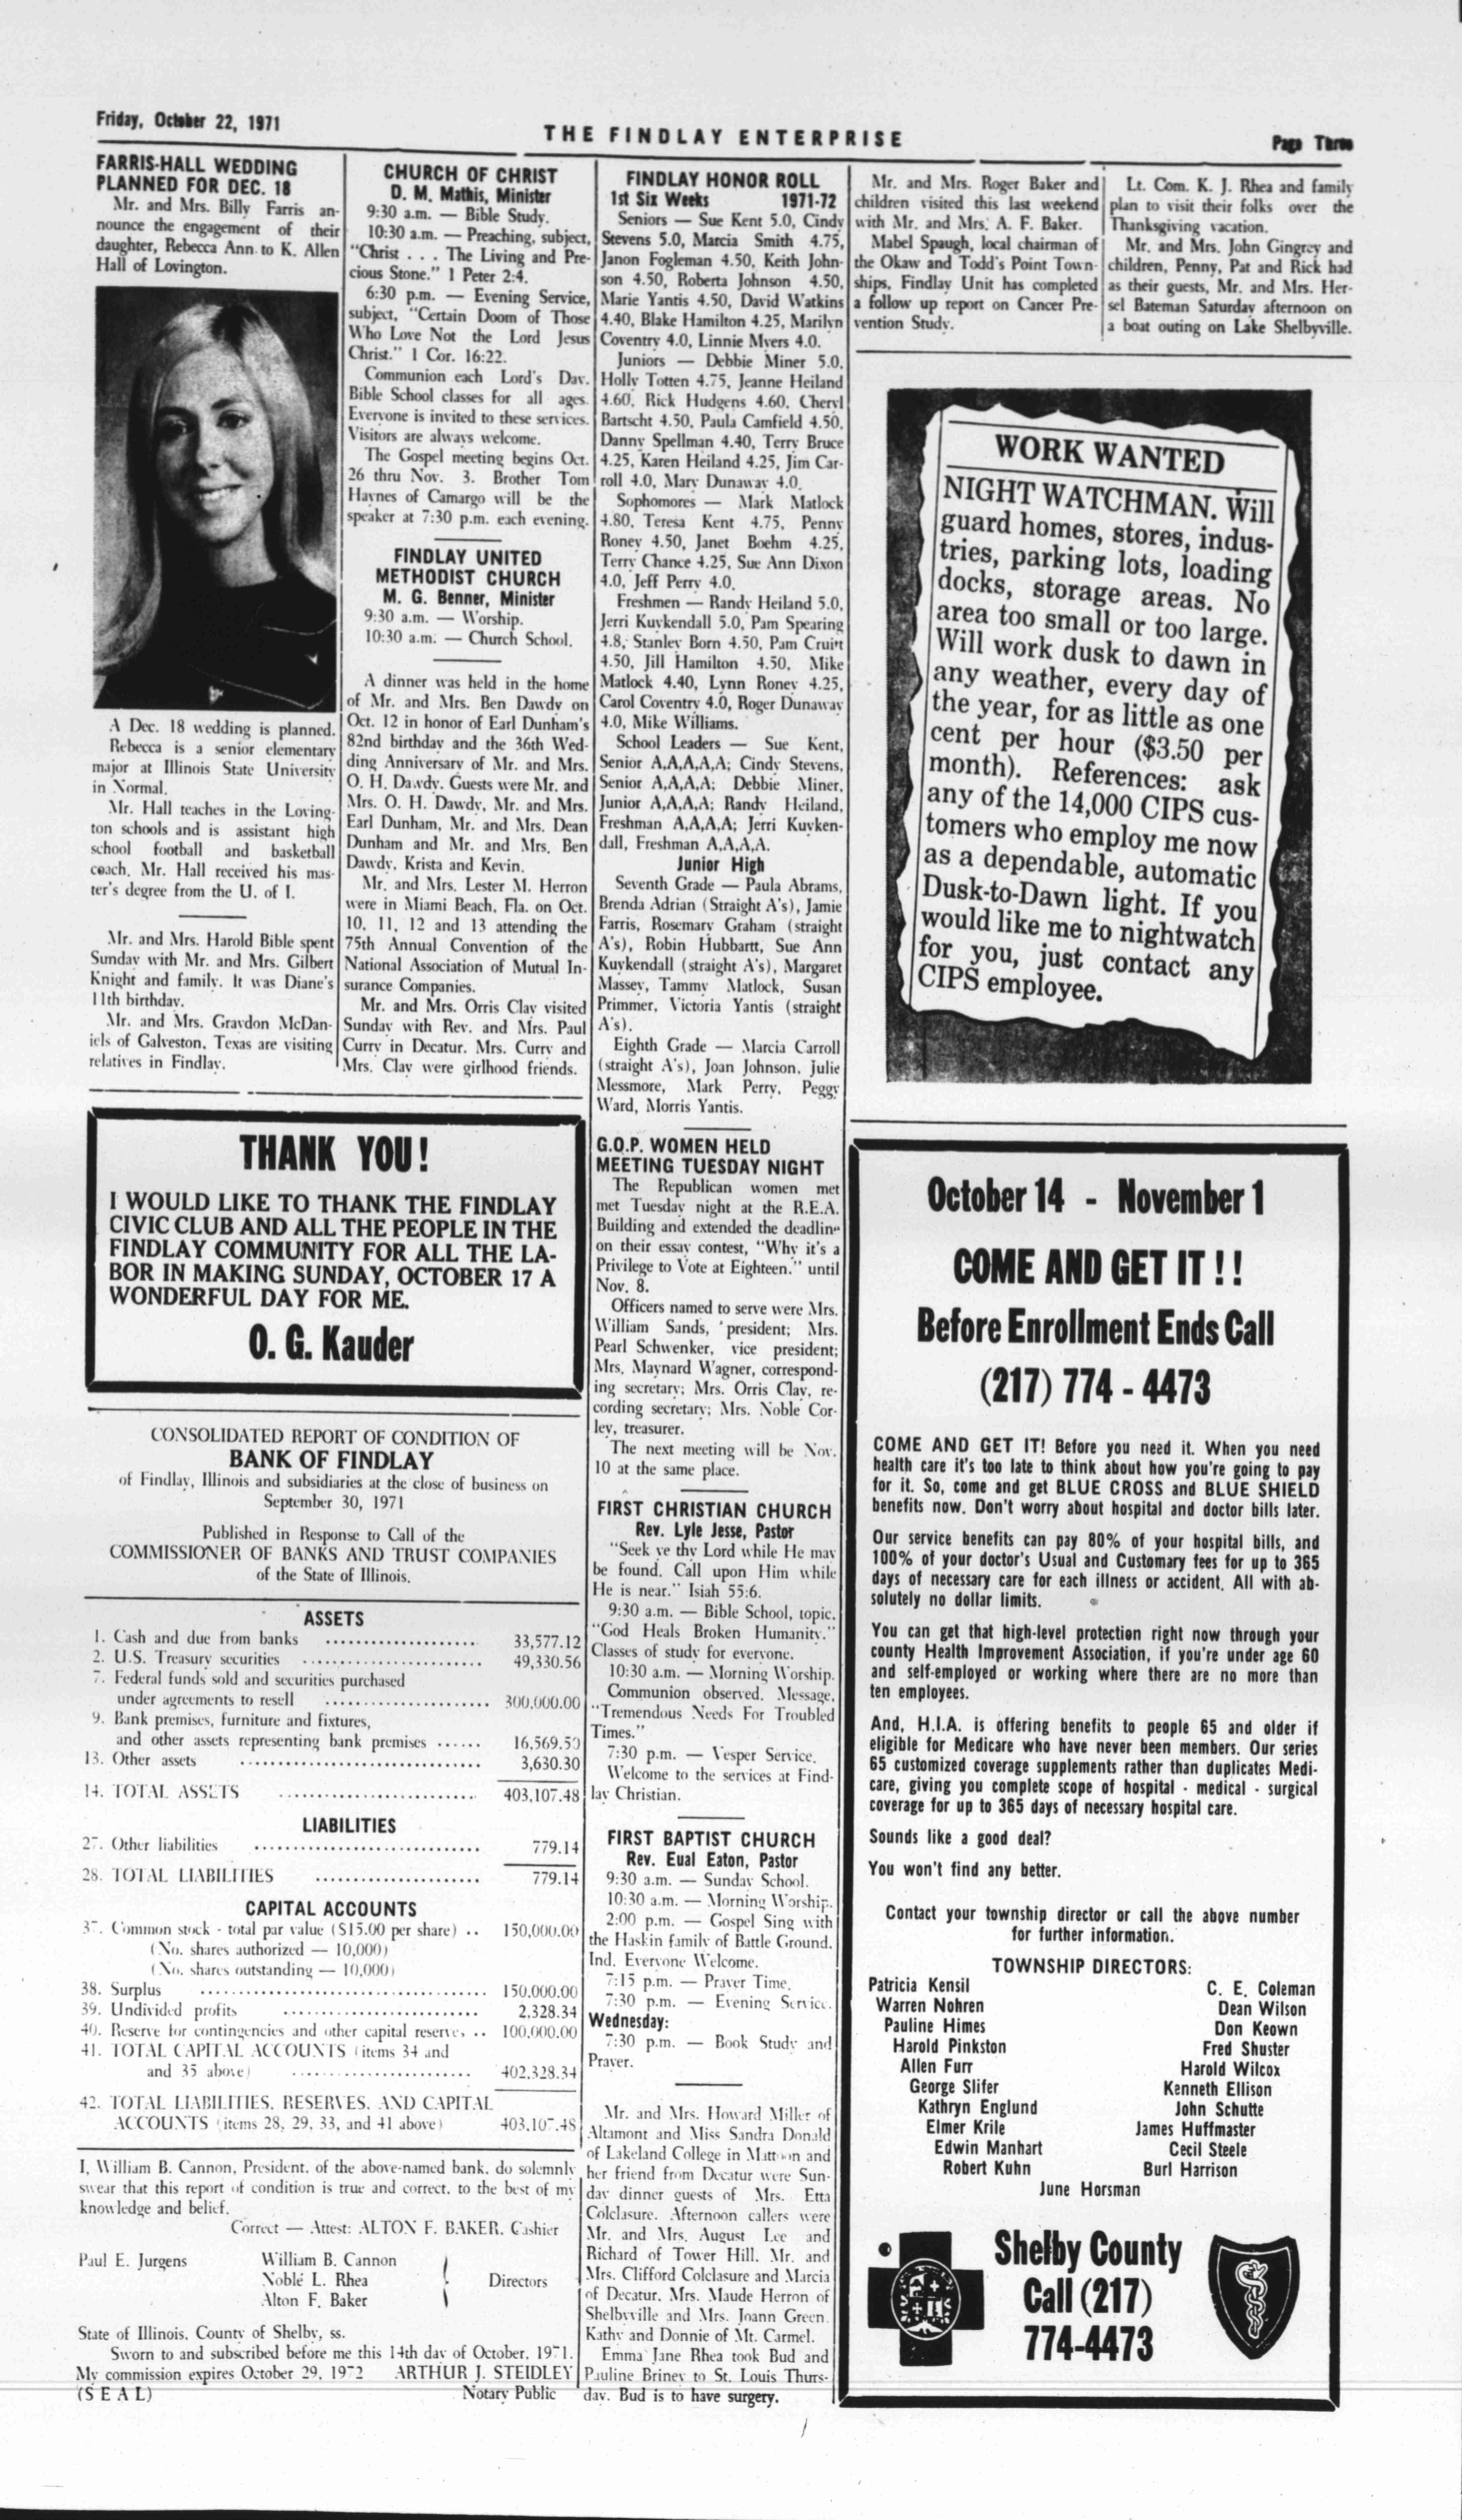 Friday, October 22, 1971
THE FINDLAY ENTERPRISE
Page Three
FARRIS-HALL WEDDING
PLANNED FOR DEC. 18
Mr. and Mrs. Billy Farris an-
nounce the engagement of their
daughter, Rebecca Ann to K. Allen
Hall of Lovington.
A Dec. 18 wedding is planned.
Rebecca is a senior elementary
major at Illinois State University
in Normal.
Mr. Hall teaches in the Loving-
ton schools and is assistant high
school football and basketball
coach. Mr. Hall received his mas-
ter's degree from the U. of I.
Mr. and Mrs. Harold Bible spent
Sunday with Mr. and Mrs. Gilbert
Knight and family. It was Diane's
11th birthday.
Mr. and Mrs. Graydon McDan-
iels of Galveston, Texas are visiting
relatives in Findlay.
CHURCH OF CHRIST
D. M. Mathis, Minister
9:30 a.m. — Bible Study.
10:30 a.m. — Preaching, subject,
"Christ . . . The Living and Pre-
cious Stone." 1 Peter 2:4.
6:30 p.m. — Evening Service,
subject, "Certain Doom of Those
Who Love Not the Lord Jesus
Christ." 1 Cor. 16:22.
Communion each Lord's Day.
Bible School classes for all ages.
Everyone is invited to these services.
Visitors are always welcome.
The Gospel meeting begins Oct.
26 thru Nov. 3. Brother Tom
Haynes of Camargo will be the
speaker at 7:30 p.m. each evening.
FINDLAY UNITED
METHODIST CHURCH
M. G. Benner, Minister
9:30 a.m. — Worship.
10:30 a.m. — Church School.
A dinner was held in the home
of Mr. and Mrs. Ben Dawdy on
Oct. 12 in honor of Earl Dunham's
82nd birthday and the 36th Wed-
ding Anniversary of Mr. and Mrs.
O. H. Dawdy. Guests were Mr. and
Mrs. O. H. Dawdy, Mr. and Mrs.
Earl Dunham, Mr. and Mrs. Dean
Dunham and Mr. and Mrs. Ben
Dawdy, Krista and Kevin.
Mr. and Mrs. Lester M. Herron
were in Miami Beach, Fla. on Oct.
10, 11, 12 and 13 attending the
75th Annual Convention of the
National Association of Mutual In-
surance Companies.
Mr. and Mrs. Orris Clay visited
Sunday with Rev. and Mrs. Paul
Curry in Decatur. Mrs. Curry and
Mrs. Clay were girlhood friends.
THANK YOU!
I WOULD LIKE TO THANK THE FINDLAY
CIVIC CLUB AND ALL THE PEOPLE IN THE
FINDLAY COMMUNITY FOR ALL THE LA-
BOR IN MAKING SUNDAY, OCTOBER 17 A
WONDERFUL DAY FOR ME.
O. G. Kauder
CONSOLIDATED REPORT OF CONDITION OF
BANK OF FINDLAY
of Findlay, Illinois and subsidiaries at the close of business on
September 30, 1971
Published in Response to Call of the
COMMISSIONER OF BANKS AND TRUST COMPANIES
of the State of Illinois.
ASSETS
1. Cash and due from banks .................... 33,577.12
2. U.S. Treasury securities ........................ 49,330.56
7. Federal funds sold and securities purchased
under agreements to resell ...................... 300,000.00
9. Bank premises, furniture and fixtures,
and other assets representing bank premises ...... 16,569.50
13. Other assets ................................ 3,630.30
14. TOTAL ASSETS .......................... 403,107.48
LIABILITIES
27. Other liabilities .............................. 779.14
28. TOTAL LIABILITIES ...................... 779.14
CAPITAL ACCOUNTS
37. Common stock - total par value ($15.00 per share) .. 150,000.00
(No. shares authorized — 10,000)
(No. shares outstanding — 10,000)
38. Surplus ...................................... 150,000.00
39. Undivided profits .......................... 2,328.34
40. Reserve for contingencies and other capital reserves .. 100,000.00
41. TOTAL CAPITAL ACCOUNTS (items 34 and
and 35 above) ........................ 402,328.34
42. TOTAL LIABILITIES, RESERVES, AND CAPITAL
ACCOUNTS (items 28, 29, 33, and 41 above) 403,107.48
I, William B. Cannon, President, of the above-named bank, do solemnly
swear that this report of condition is true and correct, to the best of my
knowledge and belief.
Correct — Attest: ALTON F. BAKER, Cashier
Paul E. Jurgens William B. Cannon
Noble L. Rhea Directors
Alton F. Baker
State of Illinois, County of Shelby, ss.
Sworn to and subscribed before me this 14th day of October, 1971.
My commission expires October 29, 1972 ARTHUR J. STEIDLEY
(SEAL) Notary Public
FINDLAY HONOR ROLL
1st Six Weeks 1971-72
Seniors — Sue Kent 5.0, Cindy
Stevens 5.0, Marcia Smith 4.75,
Janon Fogleman 4.50, Keith John-
son 4.50, Roberta Johnson 4.50,
Marie Yantis 4.50, David Watkins
4.40, Blake Hamilton 4.25, Marilyn
Coventry 4.0, Linnie Myers 4.0.
Juniors — Debbie Miner 5.0,
Holly Totten 4.75, Jeanne Heiland
4.60, Rick Hudgens 4.60, Cheryl
Bartscht 4.50, Paula Camfield 4.50,
Danny Spellman 4.40, Terry Bruce
4.25, Karen Heiland 4.25, Jim Car-
roll 4.0, Mary Dunaway 4.0.
Sophomores — Mark Matlock
4.80, Teresa Kent 4.75, Penny
Roney 4.50, Janet Boehm 4.25,
Terry Chance 4.25, Sue Ann Dixon
4.0, Jeff Perry 4.0.
Freshmen — Randy Heiland 5.0,
Jerri Kuykendall 5.0, Pam Spearing
4.8, Stanley Born 4.50, Pam Cruitt
4.50, Jill Hamilton 4.50, Mike
Matlock 4.40, Lynn Roney 4.25,
Carol Coventry 4.0, Roger Dunaway
4.0, Mike Williams.
School Leaders — Sue Kent,
Senior A,A,A,A,A; Cindy Stevens,
Senior A,A,A,A; Debbie Miner,
Junior A,A,A,A; Randy Heiland,
Freshman A,A,A,A; Jerri Kuyken-
dall, Freshman A,A,A,A.
Junior High
Seventh Grade — Paula Abrams,
Brenda Adrian (Straight A's), Jamie
Farris, Rosemary Graham (straight
A's), Robin Hubbartt, Sue Ann
Kuykendall (straight A's), Margaret
Massey, Tammy Matlock, Susan
Primmer, Victoria Yantis (straight
A's).
Eighth Grade — Marcia Carroll
(straight A's), Joan Johnson, Julie
Messmore, Mark Perry, Peggy
Ward, Morris Yantis.
G.O.P. WOMEN HELD
MEETING TUESDAY NIGHT
The Republican women met
met Tuesday night at the R.E.A.
Building and extended the deadline
on their essay contest, "Why it's a
Privilege to Vote at Eighteen." until
Nov. 8.
Officers named to serve were Mrs.
William Sands, president; Mrs.
Pearl Schwenker, vice president;
Mrs. Maynard Wagner, correspond-
ing secretary; Mrs. Orris Clay, re-
cording secretary; Mrs. Noble Cor-
ley, treasurer.
The next meeting will be Nov.
10 at the same place.
FIRST CHRISTIAN CHURCH
Rev. Lyle Jesse, Pastor
"Seek ye thy Lord while He may
be found. Call upon Him while
He is near." Isiah 55:6.
9:30 a.m. — Bible School, topic,
"God Heals Broken Humanity."
Classes of study for everyone.
10:30 a.m. — Morning Worship.
Communion observed. Message,
"Tremendous Needs For Troubled
Times."
7:30 p.m. — Vesper Service.
Welcome to the services at Find-
lay Christian.
FIRST BAPTIST CHURCH
Rev. Eual Eaton, Pastor
9:30 a.m. — Sunday School.
10:30 a.m. — Morning Worship.
2:00 p.m. — Gospel Sing with
the Haskin family of Battle Ground,
Ind. Everyone Welcome.
7:15 p.m. — Prayer Time.
7:30 p.m. — Evening Service.
Wednesday:
7:30 p.m. — Book Study and
Prayer.
Mr. and Mrs. Howard Miller of
Altamont and Miss Sandra Donald
of Lakeland College in Mattoon and
her friend from Decatur were Sun-
day dinner guests of Mrs. Etta
Colclasure. Afternoon callers were
Mr. and Mrs. August Lee and
Richard of Tower Hill, Mr. and
Mrs. Clifford Colclasure and Marcia
of Decatur, Mrs. Maude Herron of
Shelbyville and Mrs. Joann Green,
Kathy and Donnie of Mt. Carmel.
Emma Jane Rhea took Bud and
Pauline Briney to St. Louis Thurs-
day. Bud is to have surgery.
Mr. and Mrs. Roger Baker and
children visited this last weekend
with Mr. and Mrs. A. F. Baker.
Mabel Spaugh, local chairman of
the Okaw and Todd's Point Town-
ships, Findlay Unit has completed
a follow up report on Cancer Pre-
vention Study.
Lt. Com. K. J. Rhea and family
plan to visit their folks over the
Thanksgiving vacation.
Mr. and Mrs. John Gingrey and
children, Penny, Pat and Rick had
as their guests, Mr. and Mrs. Her-
sel Bateman Saturday afternoon on
a boat outing on Lake Shelbyville.
WORK WANTED
NIGHT WATCHMAN. Will
guard homes, stores, indus-
tries, parking lots, loading
docks, storage areas. No
area too small or too large.
Will work dusk to dawn in
any weather, every day of
the year, for as little as one
cent per hour ($3.50 per
month). References: ask
any of the 14,000 CIPS cus-
tomers who employ me now
as a dependable, automatic
Dusk-to-Dawn light. If you
would like me to nightwatch
for you, just contact any
CIPS employee.
October 14 - November 1
COME AND GET IT!!
Before Enrollment Ends Call
(217) 774 - 4473
COME AND GET IT! Before you need it. When you need
health care it's too late to think about how you're going to pay
for it. So, come and get BLUE CROSS and BLUE SHIELD
benefits now. Don't worry about hospital and doctor bills later.
Our service benefits can pay 80% of your hospital bills, and
100% of your doctor's Usual and Customary fees for up to 365
days of necessary care for each illness or accident. All with ab-
solutely no dollar limits.
You can get that high-level protection right now through your
county Health Improvement Association, if you're under age 60
and self-employed or working where there are no more than
ten employees.
And, H.I.A. is offering benefits to people 65 and older if
eligible for Medicare who have never been members. Our series
65 customized coverage supplements rather than duplicates Medi-
care, giving you complete scope of hospital - medical - surgical
coverage for up to 365 days of necessary hospital care.
Sounds like a good deal?
You won't find any better.
Contact your township director or call the above number
for further information.
TOWNSHIP DIRECTORS:
Patricia Kensil C. E. Coleman
Warren Nohren Dean Wilson
Pauline Himes Don Keown
Harold Pinkston Fred Shuster
Allen Furr Harold Wilcox
George Slifer Kenneth Ellison
Kathryn Englund John Schutte
Elmer Krile James Huffmaster
Edwin Manhart Cecil Steele
Robert Kuhn Burl Harrison
June Horsman
Shelby County
Call (217)
774-4473